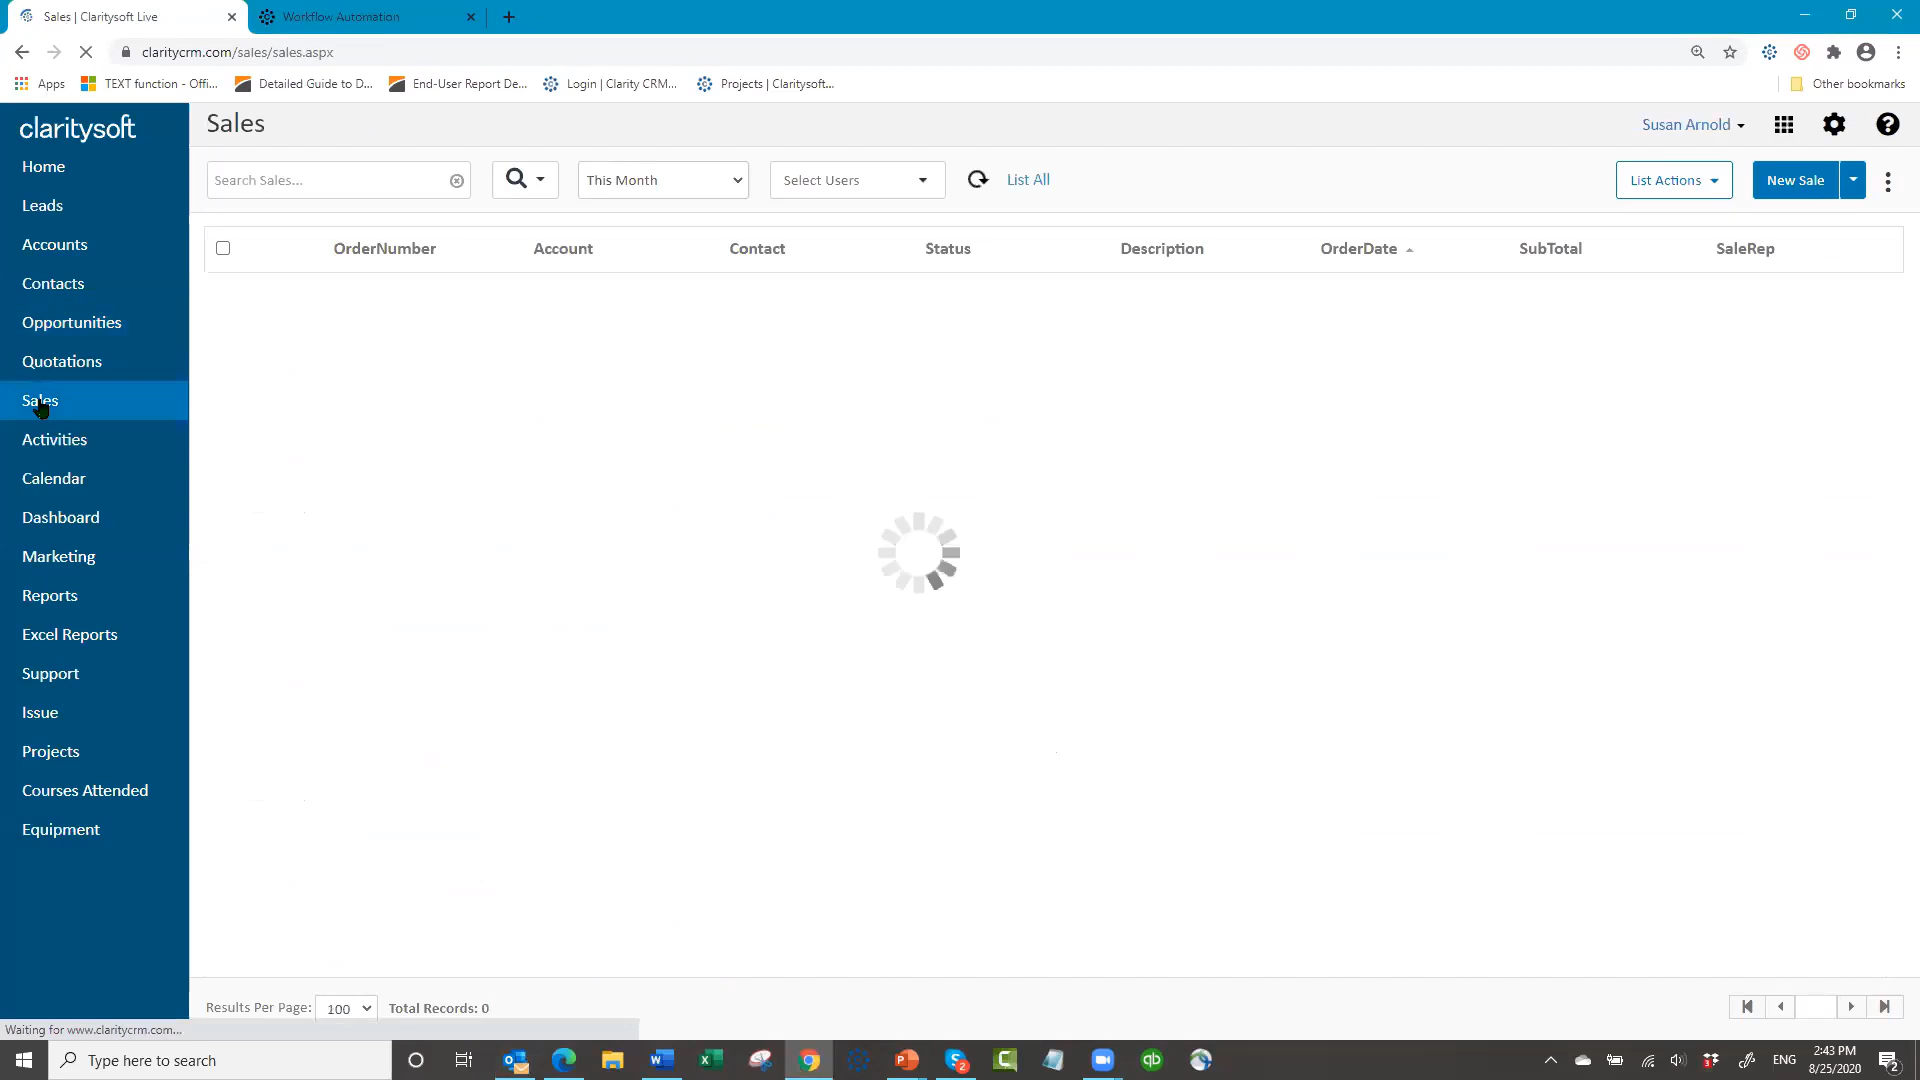 Sales | Claritysoft Live
Workflow Automation
claritycrm.com/sales/sales.aspx
Apps
TEXT function - Offi...
Detailed Guide to D...
End-User Report De...
Login | Clarity CRM...
Projects | Claritysoft...
Other bookmarks
claritysoft
Sales
Susan Arnold
Search Sales...
This Month
Select Users
List All
List Actions
New Sale
Home
Leads
Accounts
Contacts
Opportunities
Quotations
Sales
Activities
Calendar
Dashboard
Marketing
Reports
Excel Reports
Support
Issue
Projects
Courses Attended
Equipment
OrderNumber Account Contact Status Description OrderDate SubTotal SaleRep
Results Per Page: 100 Total Records: 0
Waiting for www.claritycrm.com...
Type here to search
ENG
2:43 PM
8/25/2020
2
2